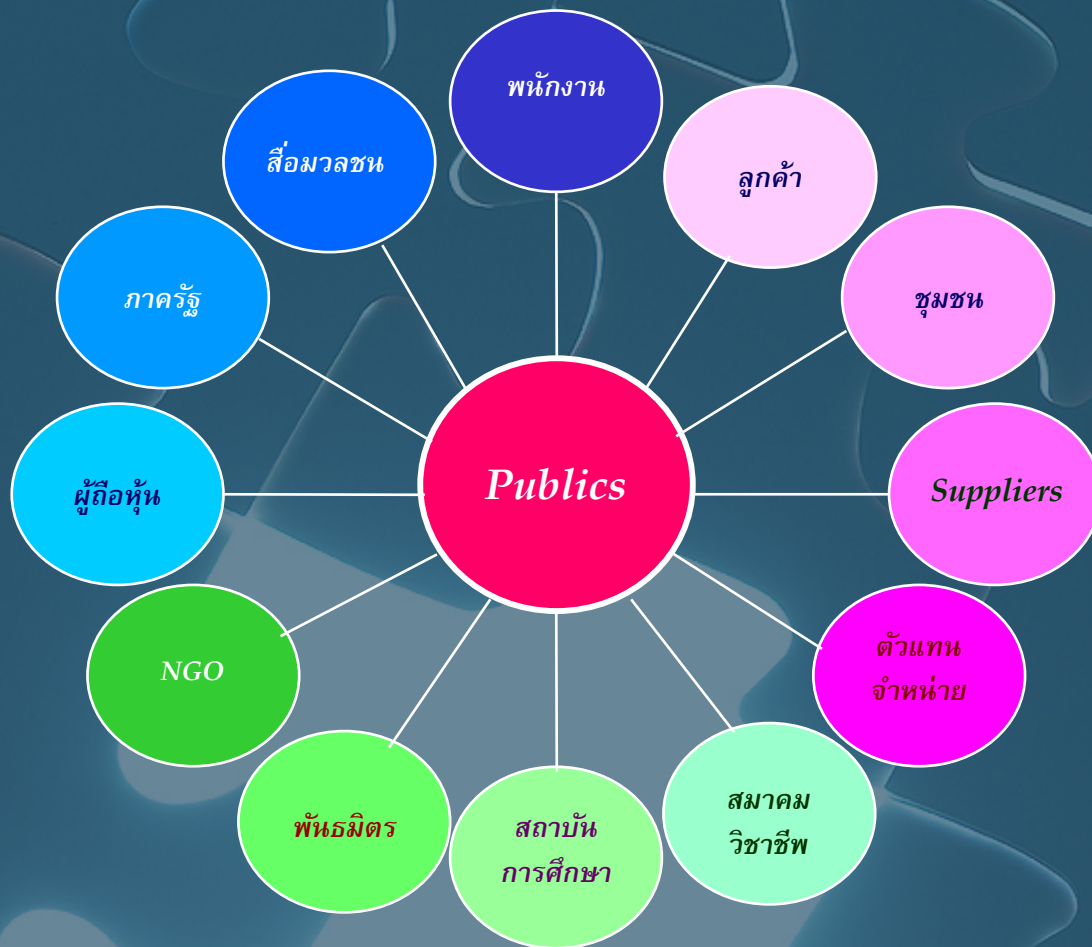 พนักงาน
ลูกค้า
ชุมชน
Suppliers
ตัวแทน
จำหน่าย
สมาคม
วิชาชีพ
สถาบัน
การศึกษา
พันธมิตร
NGO
ผู้ถือหุ้น
ภาครัฐ
สื่อมวลชน
Publics